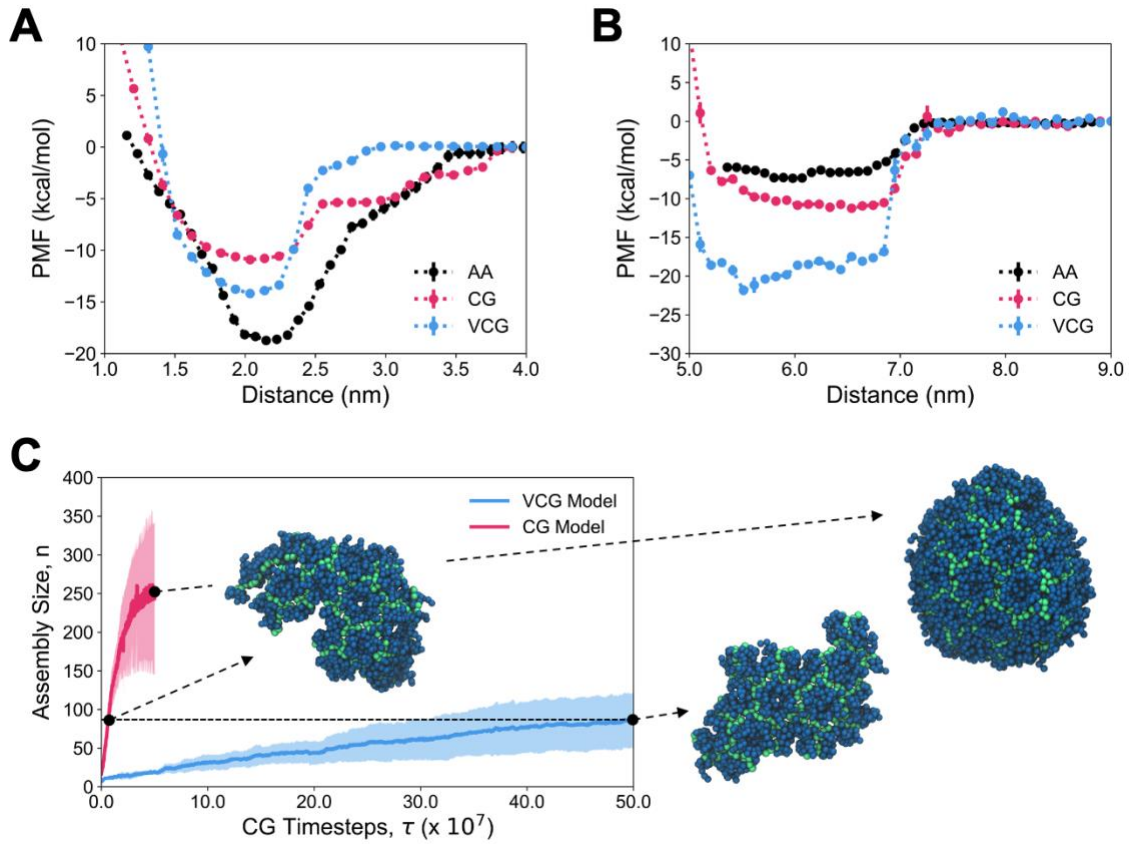 A
B
10
5
0
−5
−10
−15
−20
PMF (kcal/mol)
1.0 1.5 2.0 2.5 3.0 3.5 4.0
Distance (nm)
AA
CG
VCG
10
5
0
−5
−10
−15
−20
−25
−30
PMF (kcal/mol)
5.0 6.0 7.0 8.0 9.0
Distance (nm)
AA
CG
VCG
C
400
350
300
250
200
150
100
50
0
Assembly Size, n
0.0 10.0 20.0 30.0 40.0 50.0
CG Timesteps, τ (x 10⁷)
VCG Model
CG Model